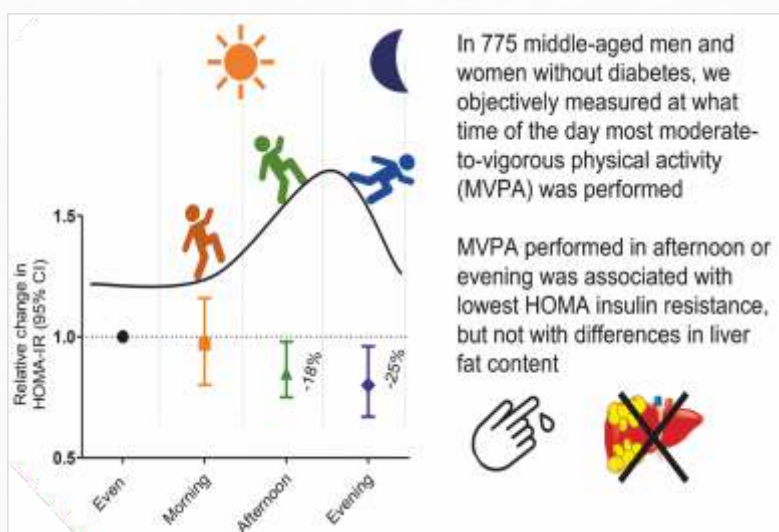 In 775 middle-aged men and
women without diabetes, we
objectively measured at what
time of the day most moderate-
to-vigorous physical activity
(MVPA) was performed
MVPA performed in afternoon or
evening was associated with
lowest HOMA insulin resistance,
but not with differences in liver
fat content
Relative change in
HOMA-IR (95% CI)
1.5
1.0
0.5
-18%
-25%
Even
Morning
Afternoon
Evening